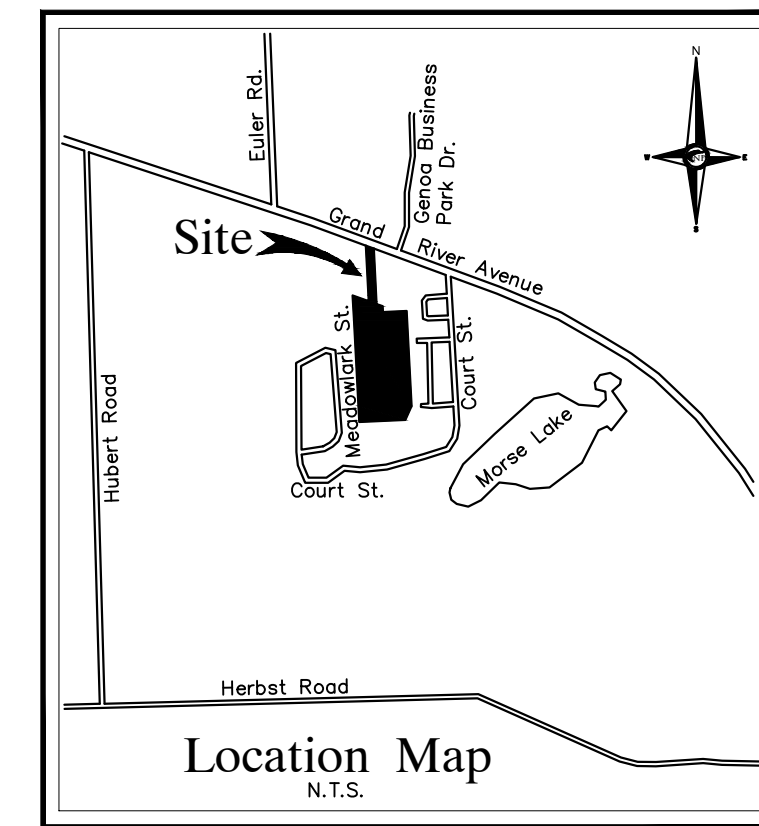 N
W
E
S
Euler Rd.
Genoa Business
Park Dr.
Grand River Avenue
Site
Meadowlark St.
Court St.
Hubert Road
Morse Lake
Court St.
Herbst Road
Location Map
N.T.S.